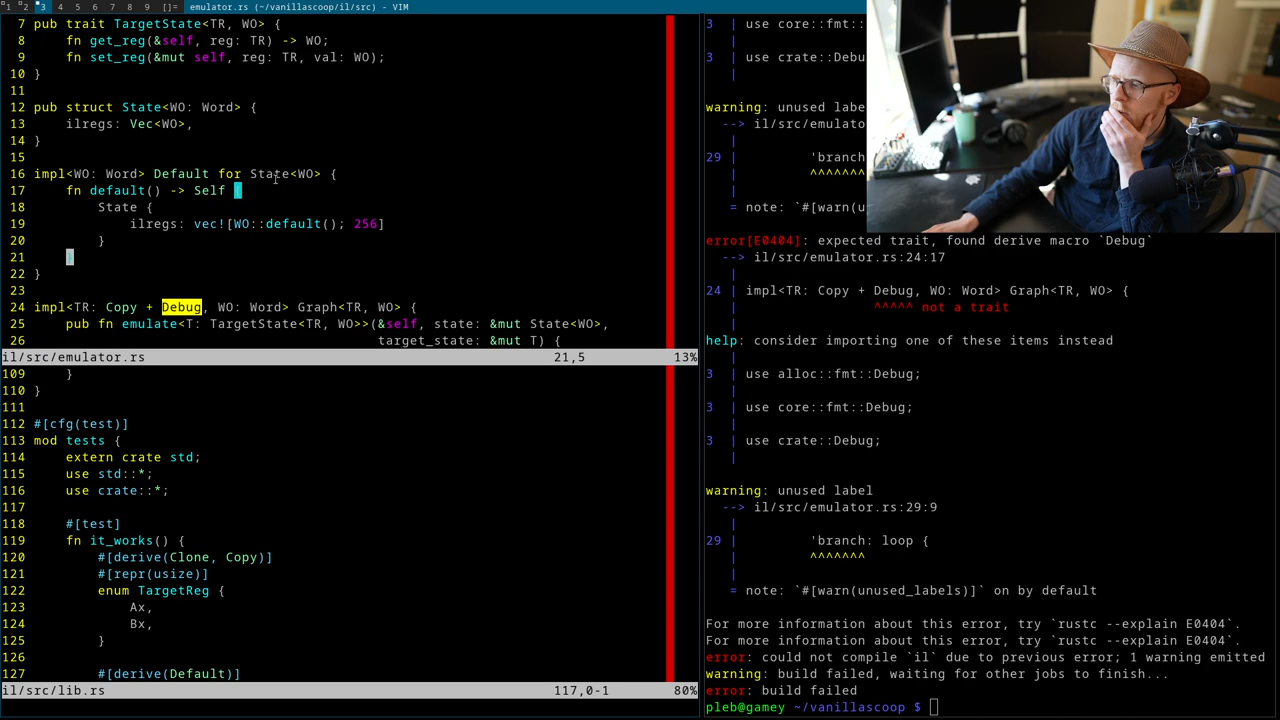 1 2 3 4 5 6 7 8 9 []= emulator.rs (~/vanillascoop/il/src) - VIM
7 pub trait TargetState<TR, WO> {
8     fn get_reg(&self, reg: TR) -> WO;
9     fn set_reg(&mut self, reg: TR, val: WO);
10 }
11
12 pub struct State<WO: Word> {
13     ilregs: Vec<WO>,
14 }
15
16 impl<WO: Word> Default for State<WO> {
17     fn default() -> Self {
18         State {
19             ilregs: vec![WO::default(); 256]
20         }
21     }
22 }
23
24 impl<TR: Copy + Debug, WO: Word> Graph<TR, WO> {
25     pub fn emulate<T: TargetState<TR, WO>>(&self, state: &mut State<WO>,
26                                            target_state: &mut T) {
il/src/emulator.rs 21,5 13%
109     }
110 }
111
112 #[cfg(test)]
113 mod tests {
114     extern crate std;
115     use std::*;
116     use crate::*;
117
118     #[test]
119     fn it_works() {
120         #[derive(Clone, Copy)]
121         #[repr(usize)]
122         enum TargetReg {
123             Ax,
124             Bx,
125         }
126
127         #[derive(Default)]
il/src/lib.rs 117,0-1 80%
3  | use core::fmt::
   |
3  | use crate::Debu
   |
warning: unused labe
  --> il/src/emulato
   |
29 |         'branch
   |         ^^^^^^^
   |
   = note: `#[warn(u
error[E0404]: expected trait, found derive macro `Debug`
  --> il/src/emulator.rs:24:17
   |
24 | impl<TR: Copy + Debug, WO: Word> Graph<TR, WO> {
   |                 ^^^^^ not a trait
   |
help: consider importing one of these items instead
   |
3  | use alloc::fmt::Debug;
   |
3  | use core::fmt::Debug;
   |
3  | use crate::Debug;
   |
warning: unused label
  --> il/src/emulator.rs:29:9
   |
29 |         'branch: loop {
   |         ^^^^^^^
   |
   = note: `#[warn(unused_labels)]` on by default
For more information about this error, try `rustc --explain E0404`.
For more information about this error, try `rustc --explain E0404`.
error: could not compile `il` due to previous error; 1 warning emitted
warning: build failed, waiting for other jobs to finish...
error: build failed
pleb@gamey ~/vanillascoop $